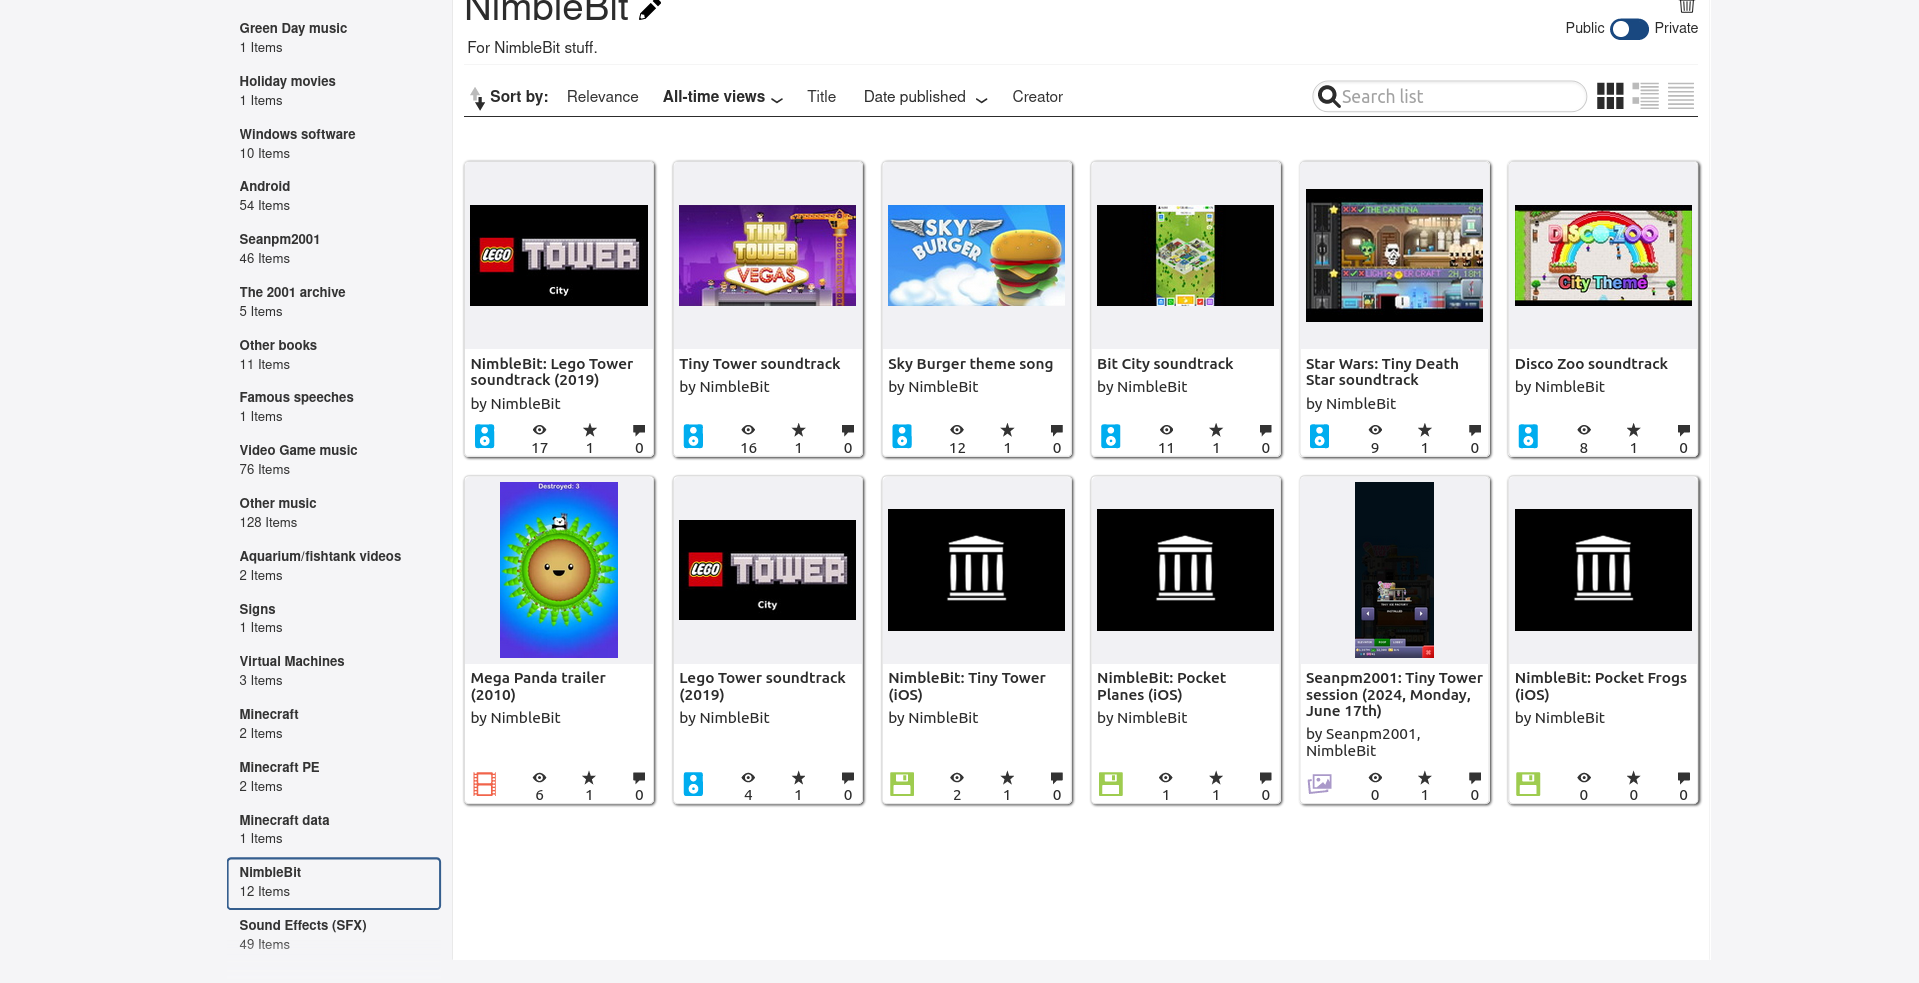 Green Day music
1 Items
Holiday movies
1 Items
Windows software
10 Items
Android
54 Items
Seanpm2001
46 Items
The 2001 archive
5 Items
Other books
11 Items
Famous speeches
1 Items
Video Game music
76 Items
Other music
128 Items
Aquarium/fishtank videos
2 Items
Signs
1 Items
Virtual Machines
3 Items
Minecraft
2 Items
Minecraft PE
2 Items
Minecraft data
1 Items
NimbleBit
12 Items
Sound Effects (SFX)
49 Items
NimbleBit
Public Private
For NimbleBit stuff.
Sort by: Relevance All-time views Title Date published Creator
Search list
LEGO TOWER
City
NimbleBit: Lego Tower
soundtrack (2019)
by NimbleBit
17 1 0
TINY
TOWER
VEGAS
Tiny Tower soundtrack
by NimbleBit
16 1 0
SKY
BURGER
Sky Burger theme song
by NimbleBit
12 1 0
Bit City soundtrack
by NimbleBit
11 1 0
THE CANTINA 5M
2H, 18M
Star Wars: Tiny Death
Star soundtrack
by NimbleBit
9 1 0
DISCO ZOO
City Theme
Disco Zoo soundtrack
by NimbleBit
8 1 0
Destroyed: 3
Mega Panda trailer
(2010)
by NimbleBit
6 1 0
LEGO TOWER
City
Lego Tower soundtrack
(2019)
by NimbleBit
4 1 0
NimbleBit: Tiny Tower
(iOS)
by NimbleBit
2 1 0
NimbleBit: Pocket
Planes (iOS)
by NimbleBit
1 1 0
Seanpm2001: Tiny Tower
session (2024, Monday,
June 17th)
by Seanpm2001,
NimbleBit
0 1 0
NimbleBit: Pocket Frogs
(iOS)
by NimbleBit
0 0 0